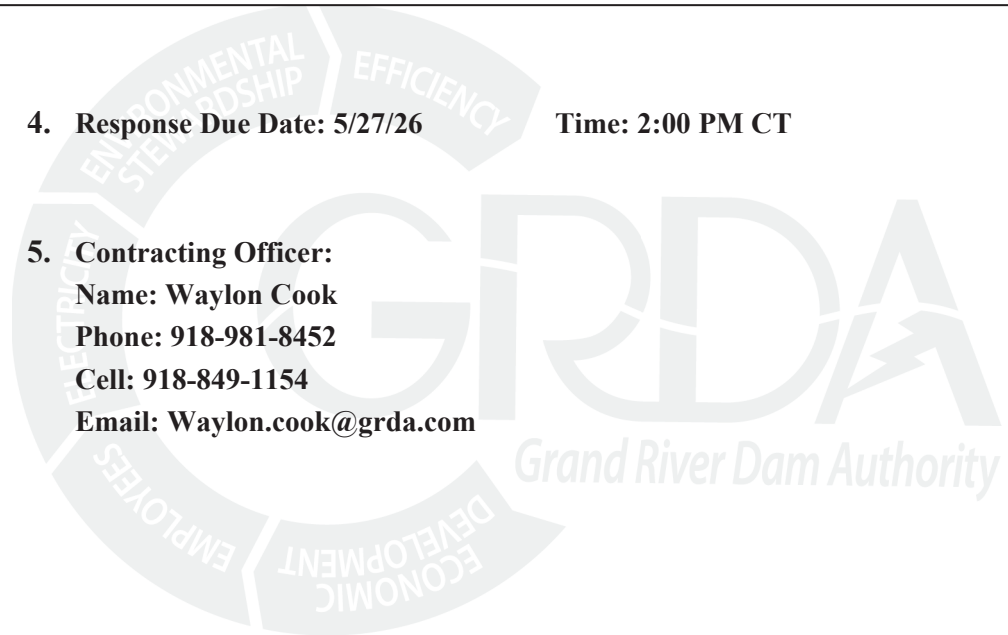 4. Response Due Date: 5/27/26 Time: 2:00 PM CT
5. Contracting Officer:
Name: Waylon Cook
Phone: 918-981-8452
Cell: 918-849-1154
Email: Waylon.cook@grda.com
ENVIRONMENTAL
STEWARDSHIP
EFFICIENCY
ELECTRICITY
EMPLOYEES
ECONOMIC
DEVELOPMENT
GRDA
Grand River Dam Authority